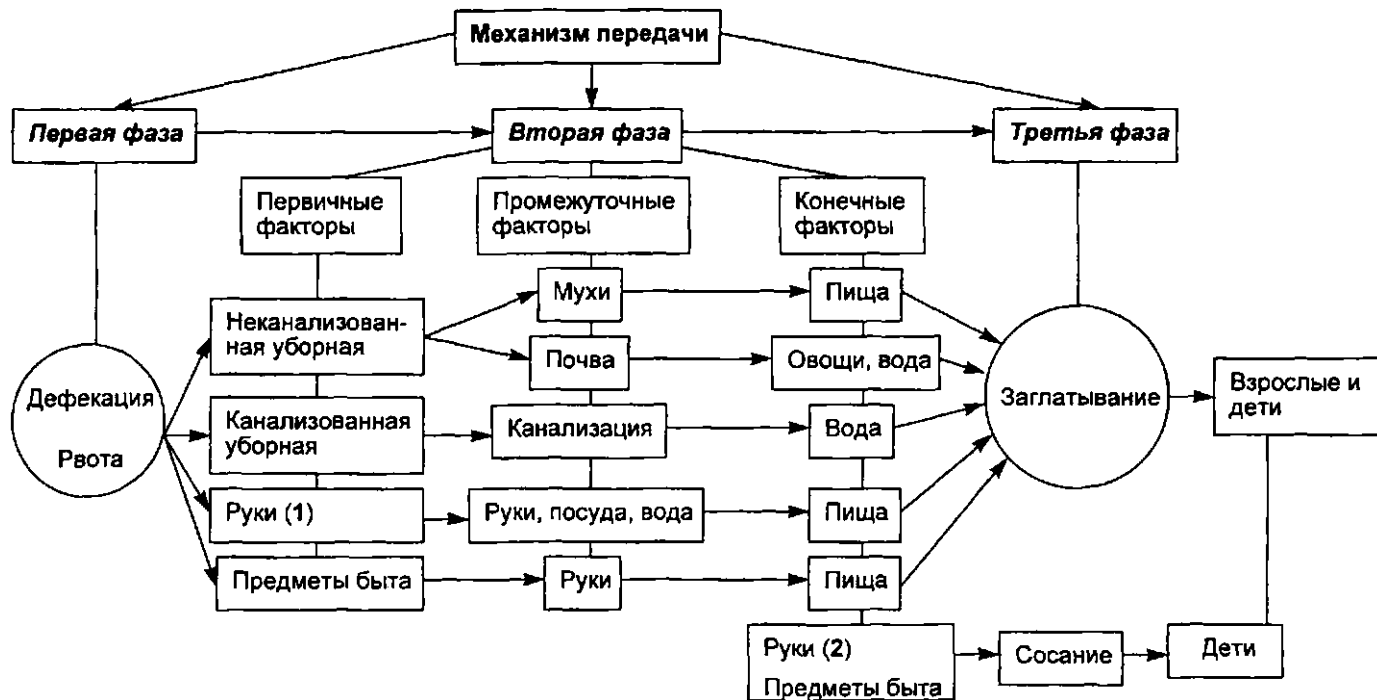 Механизм передачи
Первая фаза
Вторая фаза
Третья фаза
Первичные
факторы
Промежуточные
факторы
Конечные
факторы
Мухи
Пища
Неканализован-
ная уборная
Почва
Овощи, вода
Дефекация
Рвота
Заглатывание
Взрослые и
дети
Канализованная
уборная
Канализация
Вода
Руки (1)
Руки, посуда, вода
Пища
Предметы быта
Руки
Пища
Руки (2)
Предметы быта
Сосание
Дети